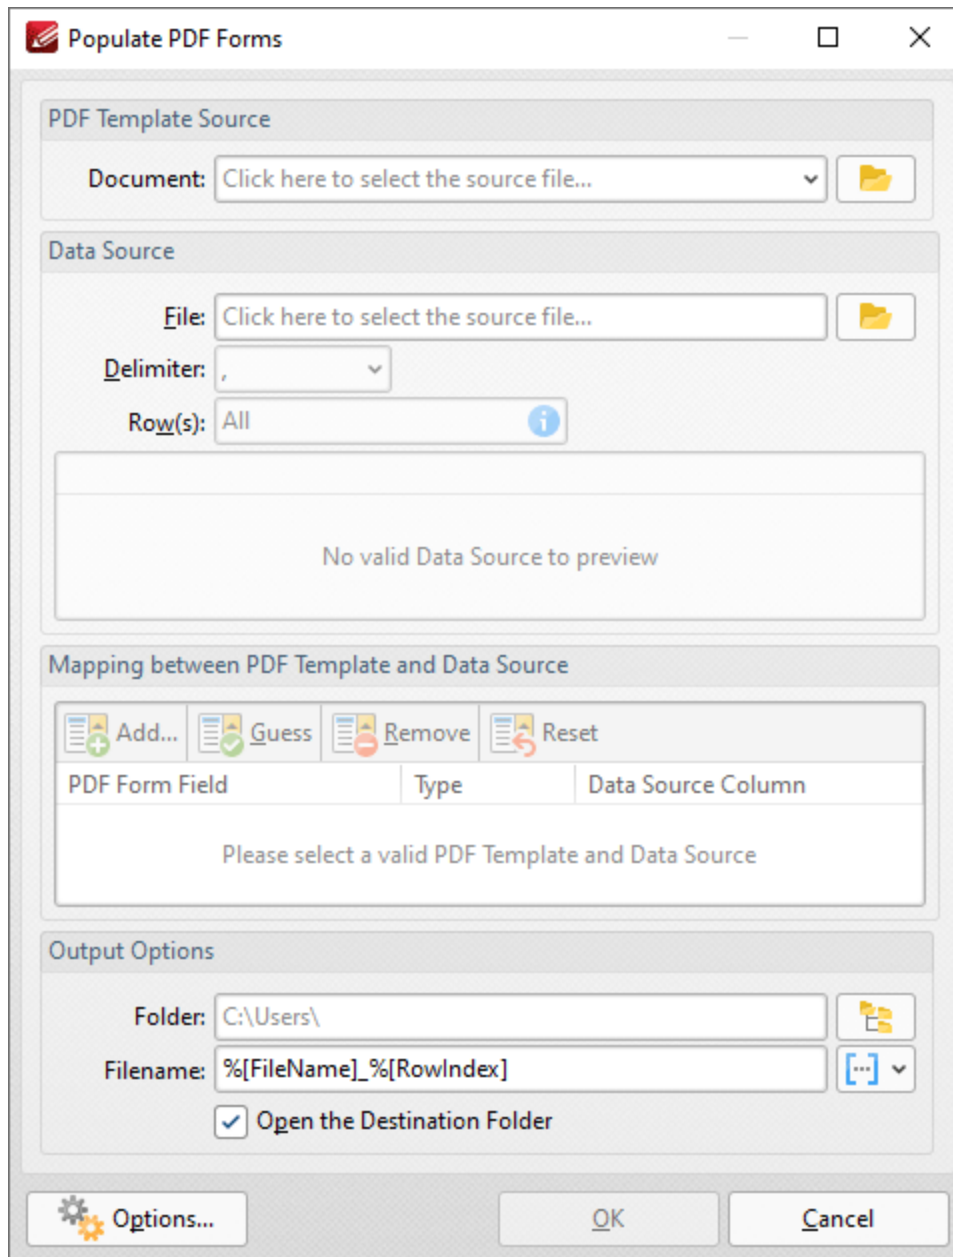 Populate PDF Forms
PDF Template Source
Document: Click here to select the source file...
Data Source
File: Click here to select the source file...
Delimiter: ,
Row(s): All
No valid Data Source to preview
Mapping between PDF Template and Data Source
Add... Guess Remove Reset
PDF Form Field Type Data Source Column
Please select a valid PDF Template and Data Source
Output Options
Folder: C:\Users\
Filename: %[FileName]_%[RowIndex]
Open the Destination Folder
Options... OK Cancel